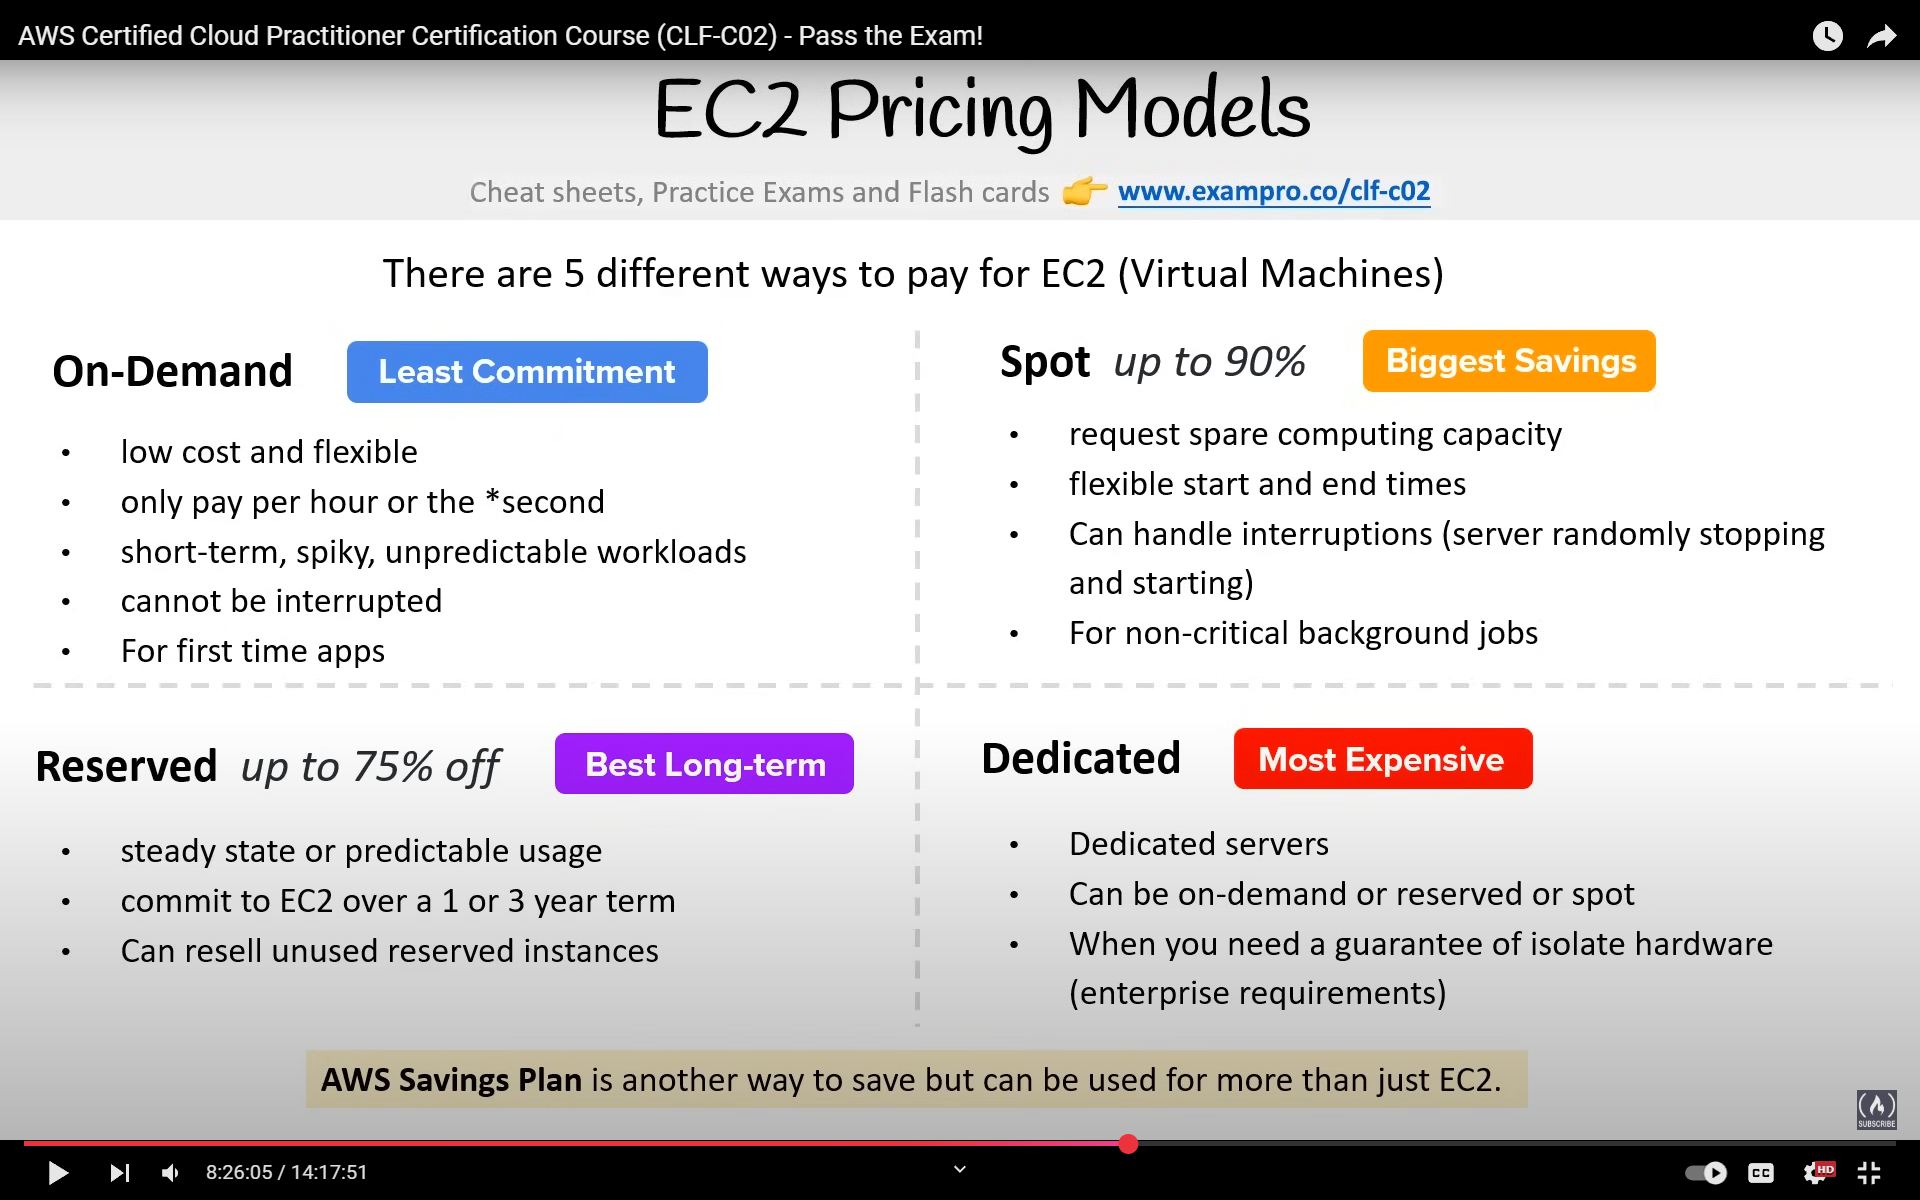 AWS Certified Cloud Practitioner Certification Course (CLF-C02) - Pass the Exam!
EC2 Pricing Models
Cheat sheets, Practice Exams and Flash cards 👉 www.exampro.co/clf-c02
There are 5 different ways to pay for EC2 (Virtual Machines)
On-Demand Least Commitment
• low cost and flexible
• only pay per hour or the *second
• short-term, spiky, unpredictable workloads
• cannot be interrupted
• For first time apps
Spot up to 90% Biggest Savings
• request spare computing capacity
• flexible start and end times
• Can handle interruptions (server randomly stopping
and starting)
• For non-critical background jobs
Reserved up to 75% off Best Long-term
• steady state or predictable usage
• commit to EC2 over a 1 or 3 year term
• Can resell unused reserved instances
Dedicated Most Expensive
• Dedicated servers
• Can be on-demand or reserved or spot
• When you need a guarantee of isolate hardware
(enterprise requirements)
AWS Savings Plan is another way to save but can be used for more than just EC2.
SUBSCRIBE
8:26:05 / 14:17:51
CC
HD